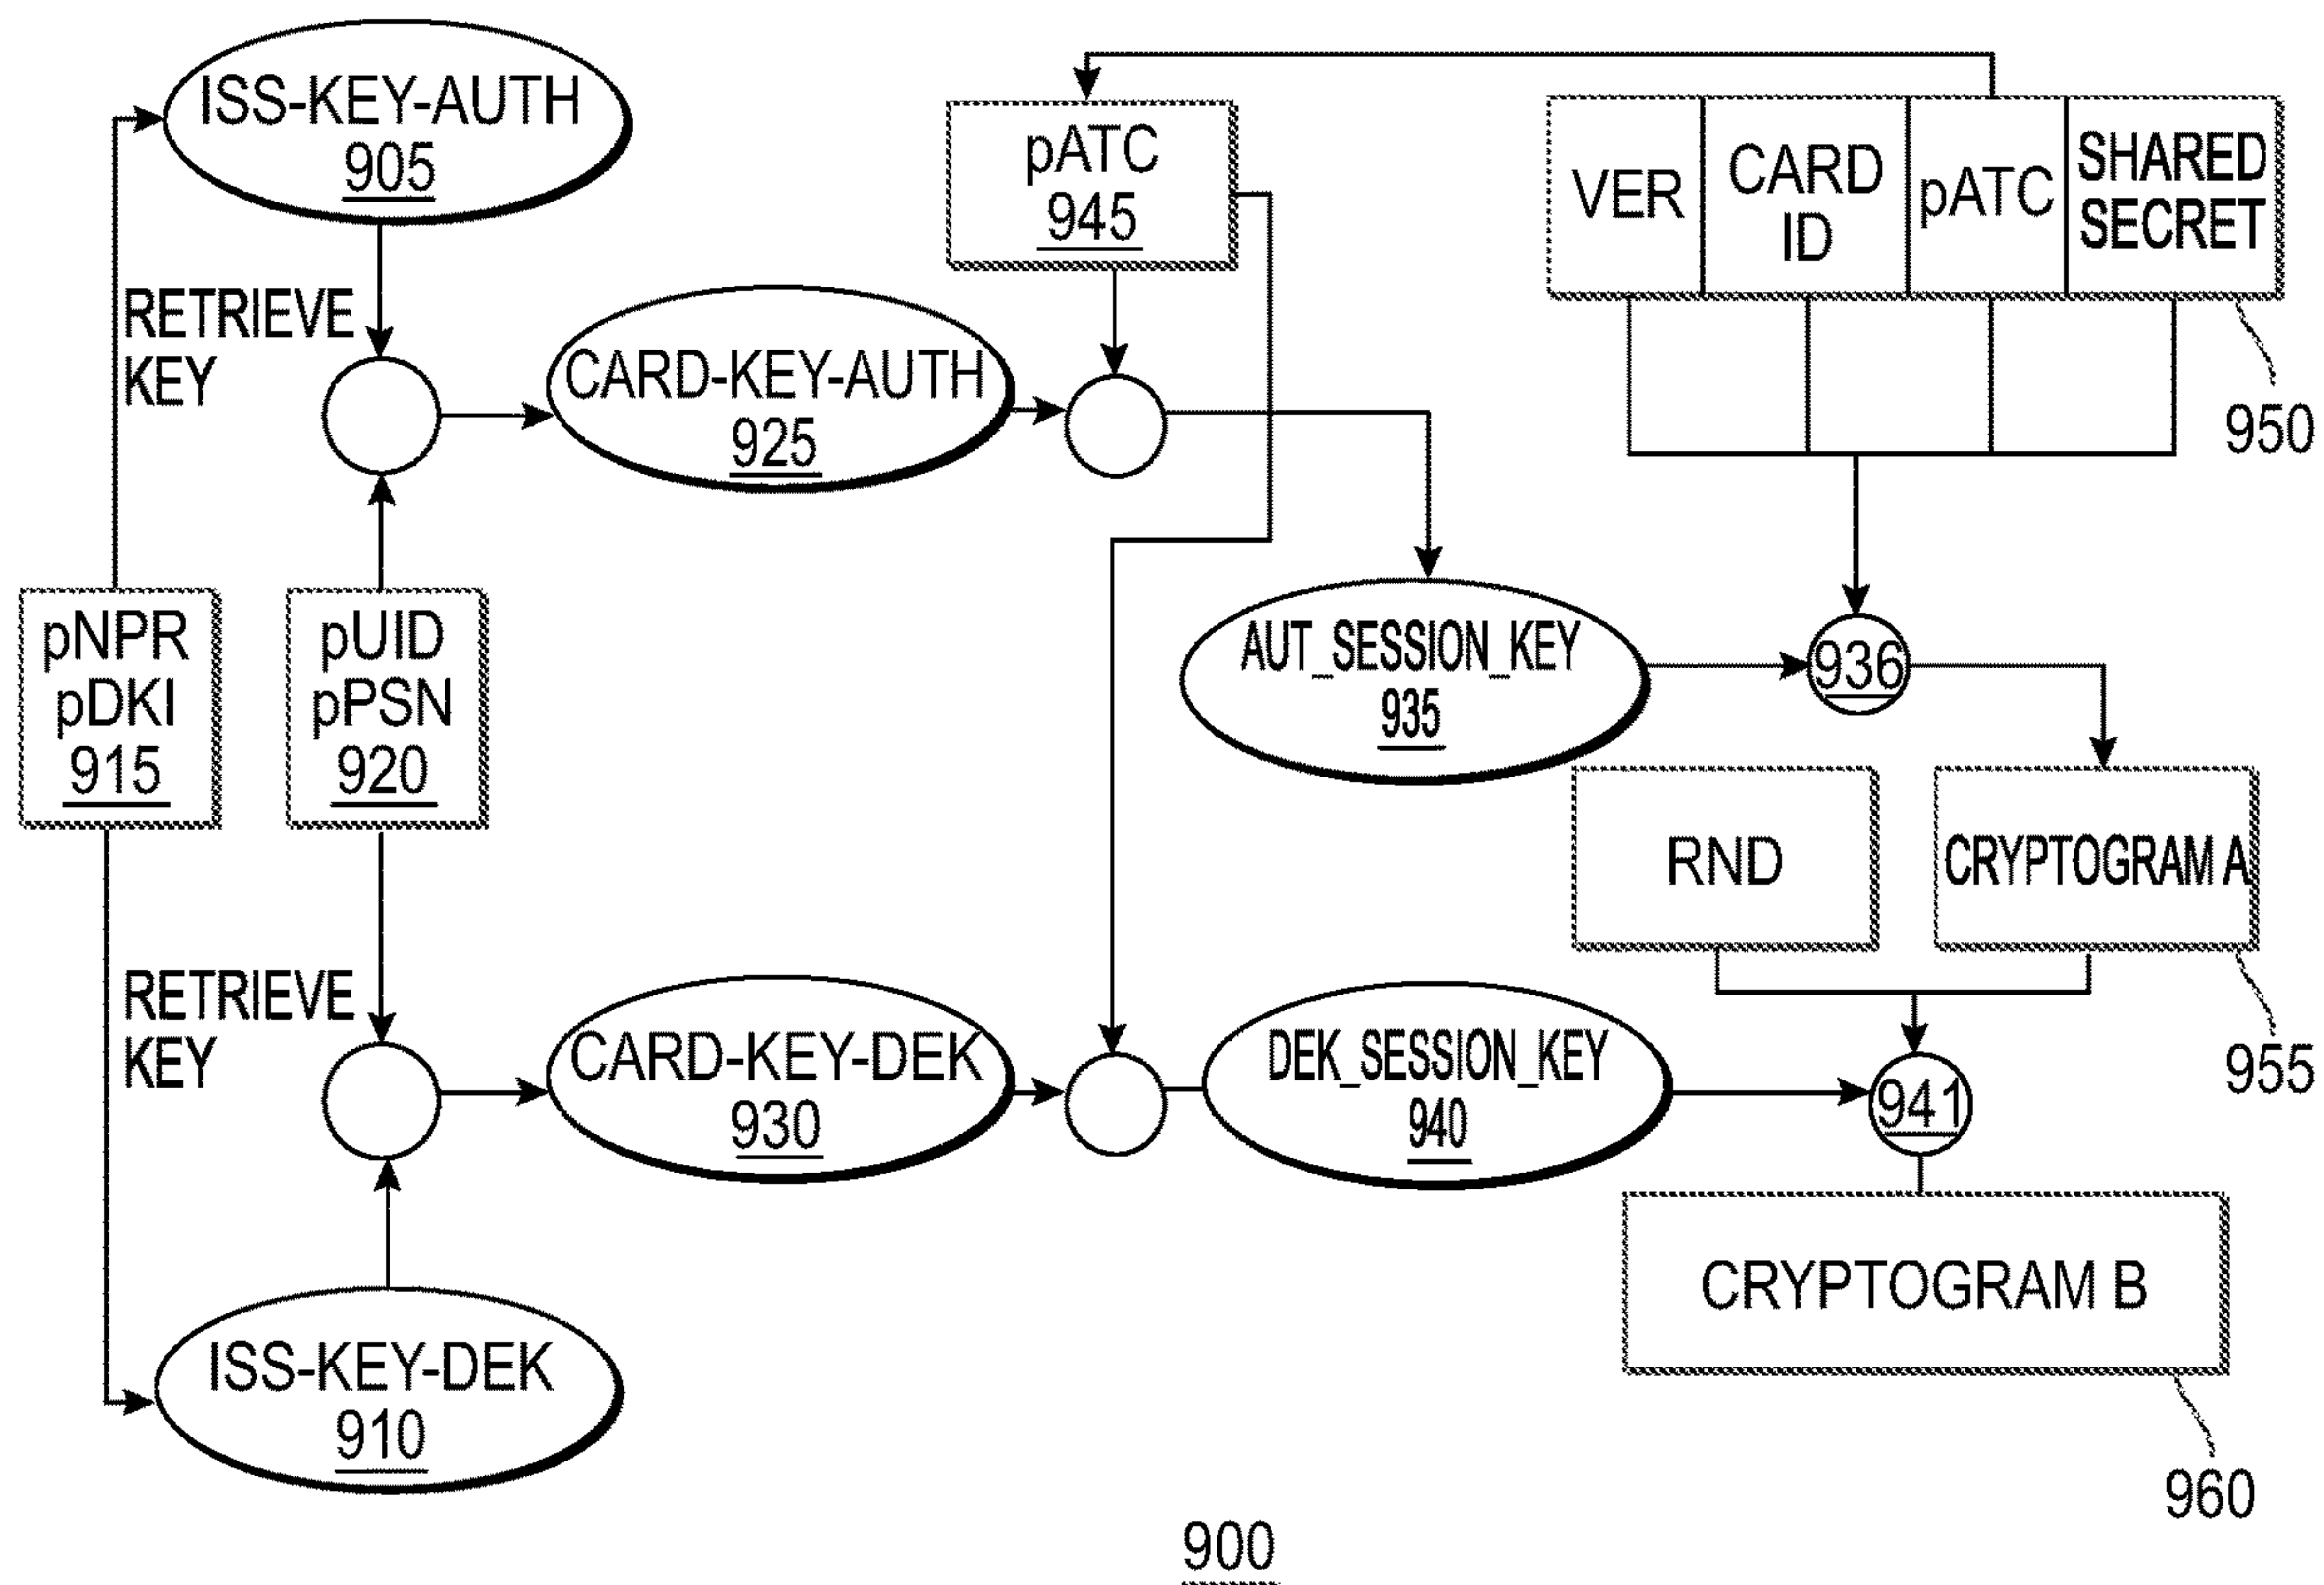 ISS-KEY-AUTH
905
RETRIEVE
KEY
pNPR
pDKI
915
pUID
pPSN
920
RETRIEVE
KEY
ISS-KEY-DEK
910
CARD-KEY-AUTH
925
CARD-KEY-DEK
930
pATC
945
AUT_SESSION_KEY
935
DEK_SESSION_KEY
940
VER
CARD
ID
pATC
SHARED
SECRET
950
936
RND
CRYPTOGRAM A
955
941
CRYPTOGRAM B
960
900